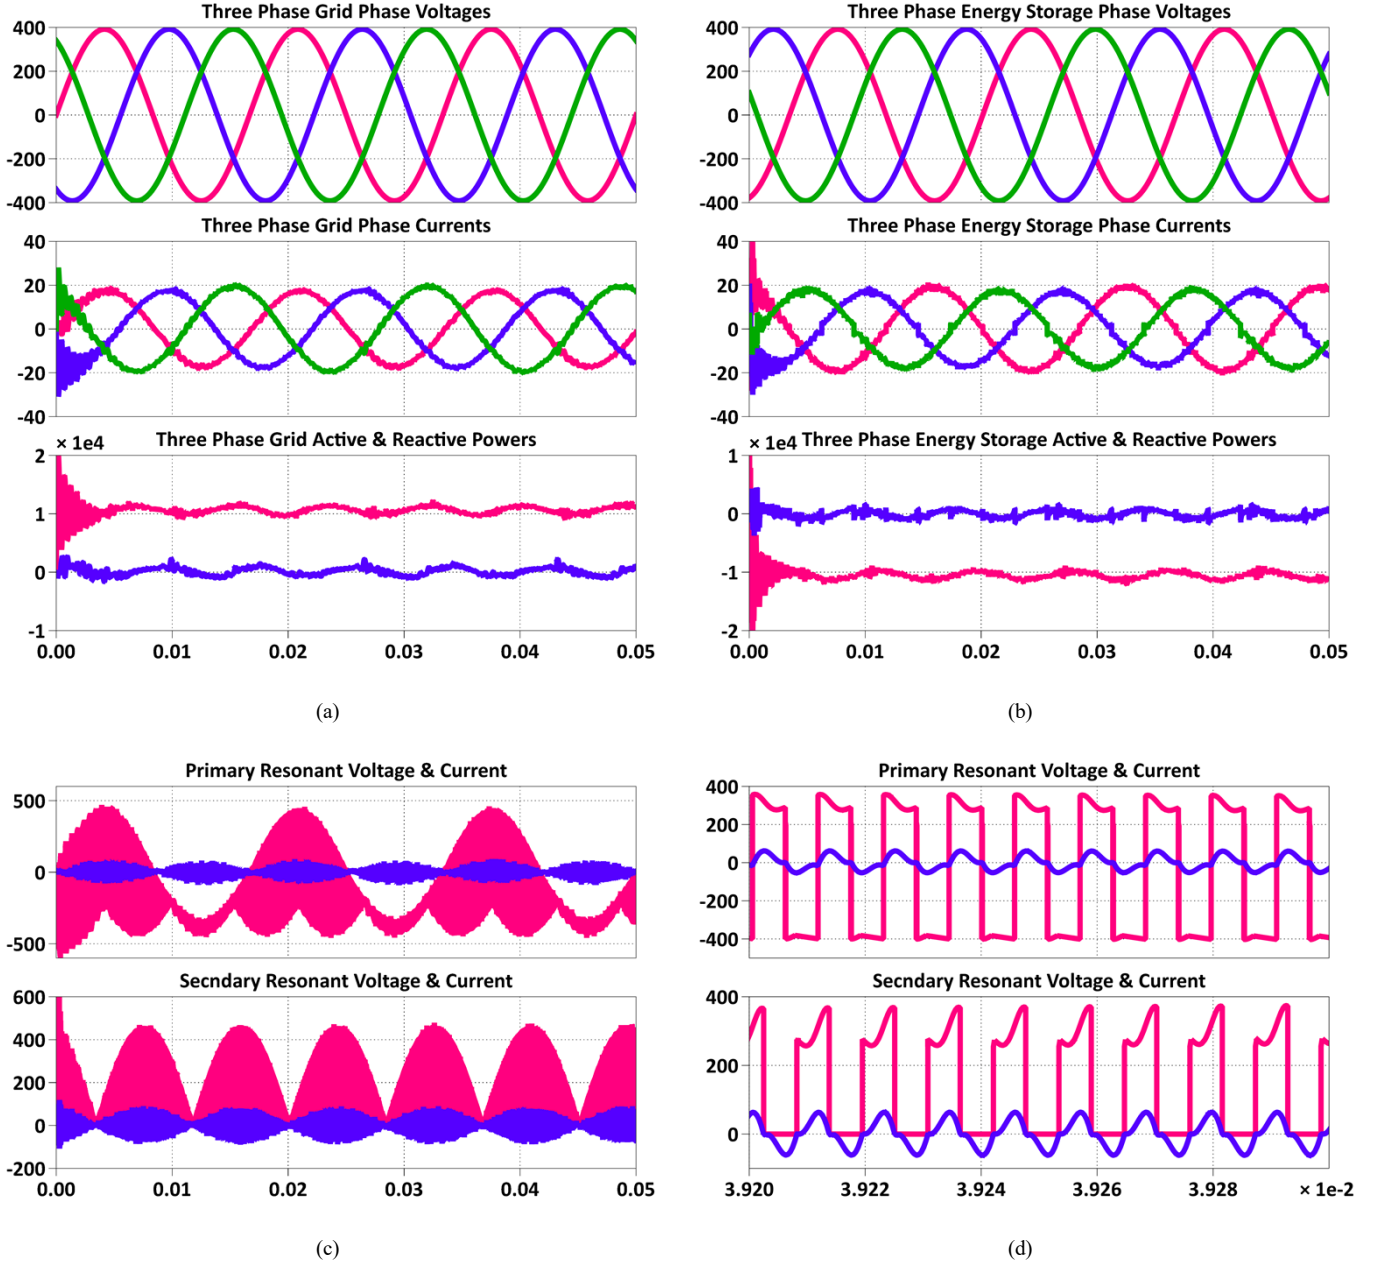 Three Phase Grid Phase Voltages
400
200
0
-200
-400
Three Phase Grid Phase Currents
40
20
0
-20
-40
× 1e4 Three Phase Grid Active & Reactive Powers
2
1
0
-1
0.00 0.01 0.02 0.03 0.04 0.05
(a)
Three Phase Energy Storage Phase Voltages
400
200
0
-200
-400
Three Phase Energy Storage Phase Currents
40
20
0
-20
-40
× 1e4 Three Phase Energy Storage Active & Reactive Powers
1
0
-1
-2
0.00 0.01 0.02 0.03 0.04 0.05
(b)
Primary Resonant Voltage & Current
500
0
-500
Secndary Resonant Voltage & Current
600
400
200
0
-200
0.00 0.01 0.02 0.03 0.04 0.05
(c)
Primary Resonant Voltage & Current
400
200
0
-200
-400
Secndary Resonant Voltage & Current
400
200
0
3.920 3.922 3.924 3.926 3.928 × 1e-2
(d)